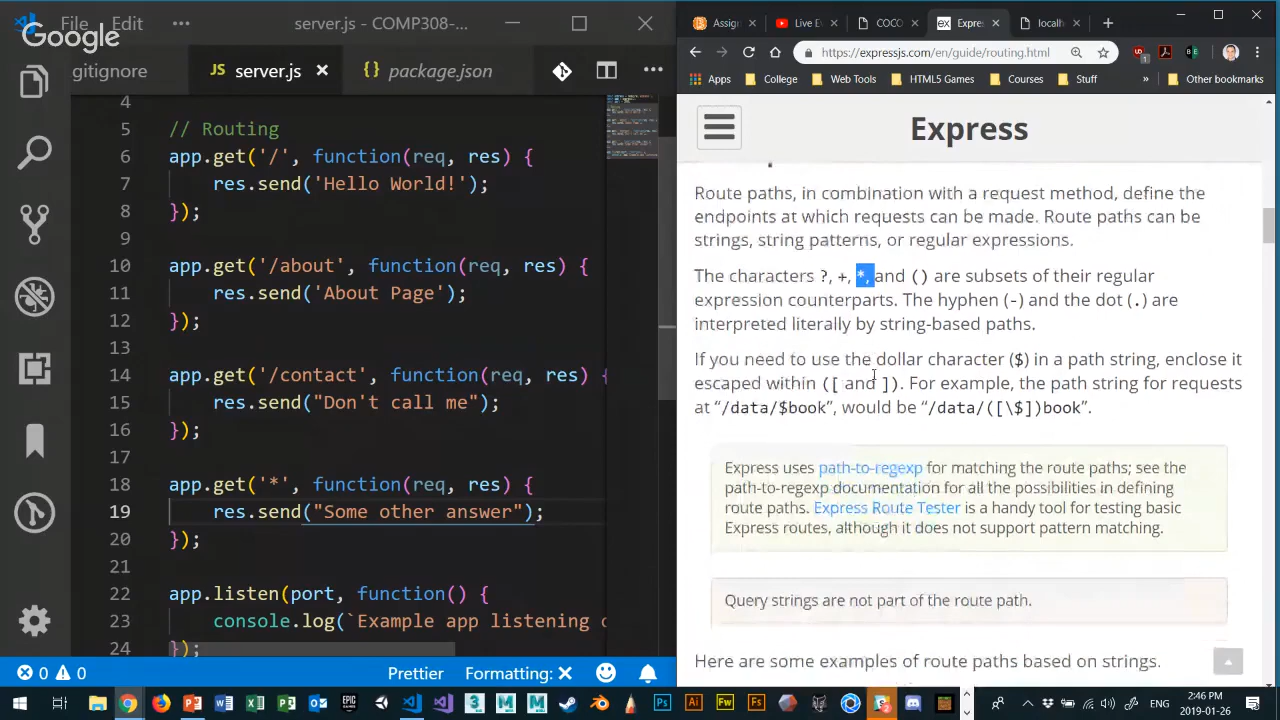 Google
File Edit ··· server.js - COMP308-...
gitignore JS server.js {} package.json ···
4
5 // Routing
6 app.get('/', function(req, res) {
7 res.send('Hello World!');
8 });
9
10 app.get('/about', function(req, res) {
11 res.send('About Page');
12 });
13
14 app.get('/contact', function(req, res) {
15 res.send("Don't call me");
16 });
17
18 app.get('*', function(req, res) {
19 res.send("Some other answer");
20 });
21
22 app.listen(port, function() {
23 console.log(`Example app listening
24 });
0 0 Prettier Formatting:
Assign Live E COCO ex Expres localh
https://expressjs.com/en/guide/routing.html
Apps College Web Tools HTML5 Games Courses Stuff » Other bookmarks
Express
Route paths, in combination with a request method, define the
endpoints at which requests can be made. Route paths can be
strings, string patterns, or regular expressions.
The characters ?, +, *, and () are subsets of their regular
expression counterparts. The hyphen (-) and the dot (.) are
interpreted literally by string-based paths.
If you need to use the dollar character ($) in a path string, enclose it
escaped within ([ and ]). For example, the path string for requests
at “/data/$book”, would be “/data/([\$])book”.
Express uses path-to-regexp for matching the route paths; see the
path-to-regexp documentation for all the possibilities in defining
route paths. Express Route Tester is a handy tool for testing basic
Express routes, although it does not support pattern matching.
Query strings are not part of the route path.
Here are some examples of route paths based on strings.
ENG 2:46 PM
2019-01-26